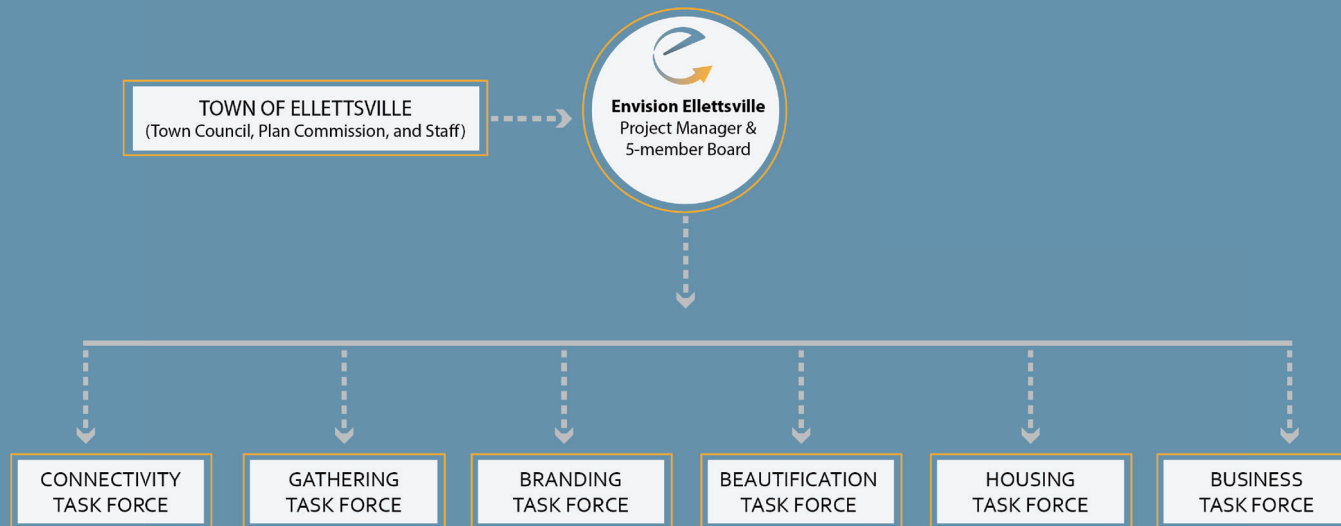 TOWN OF ELLETTSVILLE
(Town Council, Plan Commission, and Staff)
Envision Ellettsville
Project Manager &
5-member Board
CONNECTIVITY
TASK FORCE
GATHERING
TASK FORCE
BRANDING
TASK FORCE
BEAUTIFICATION
TASK FORCE
HOUSING
TASK FORCE
BUSINESS
TASK FORCE